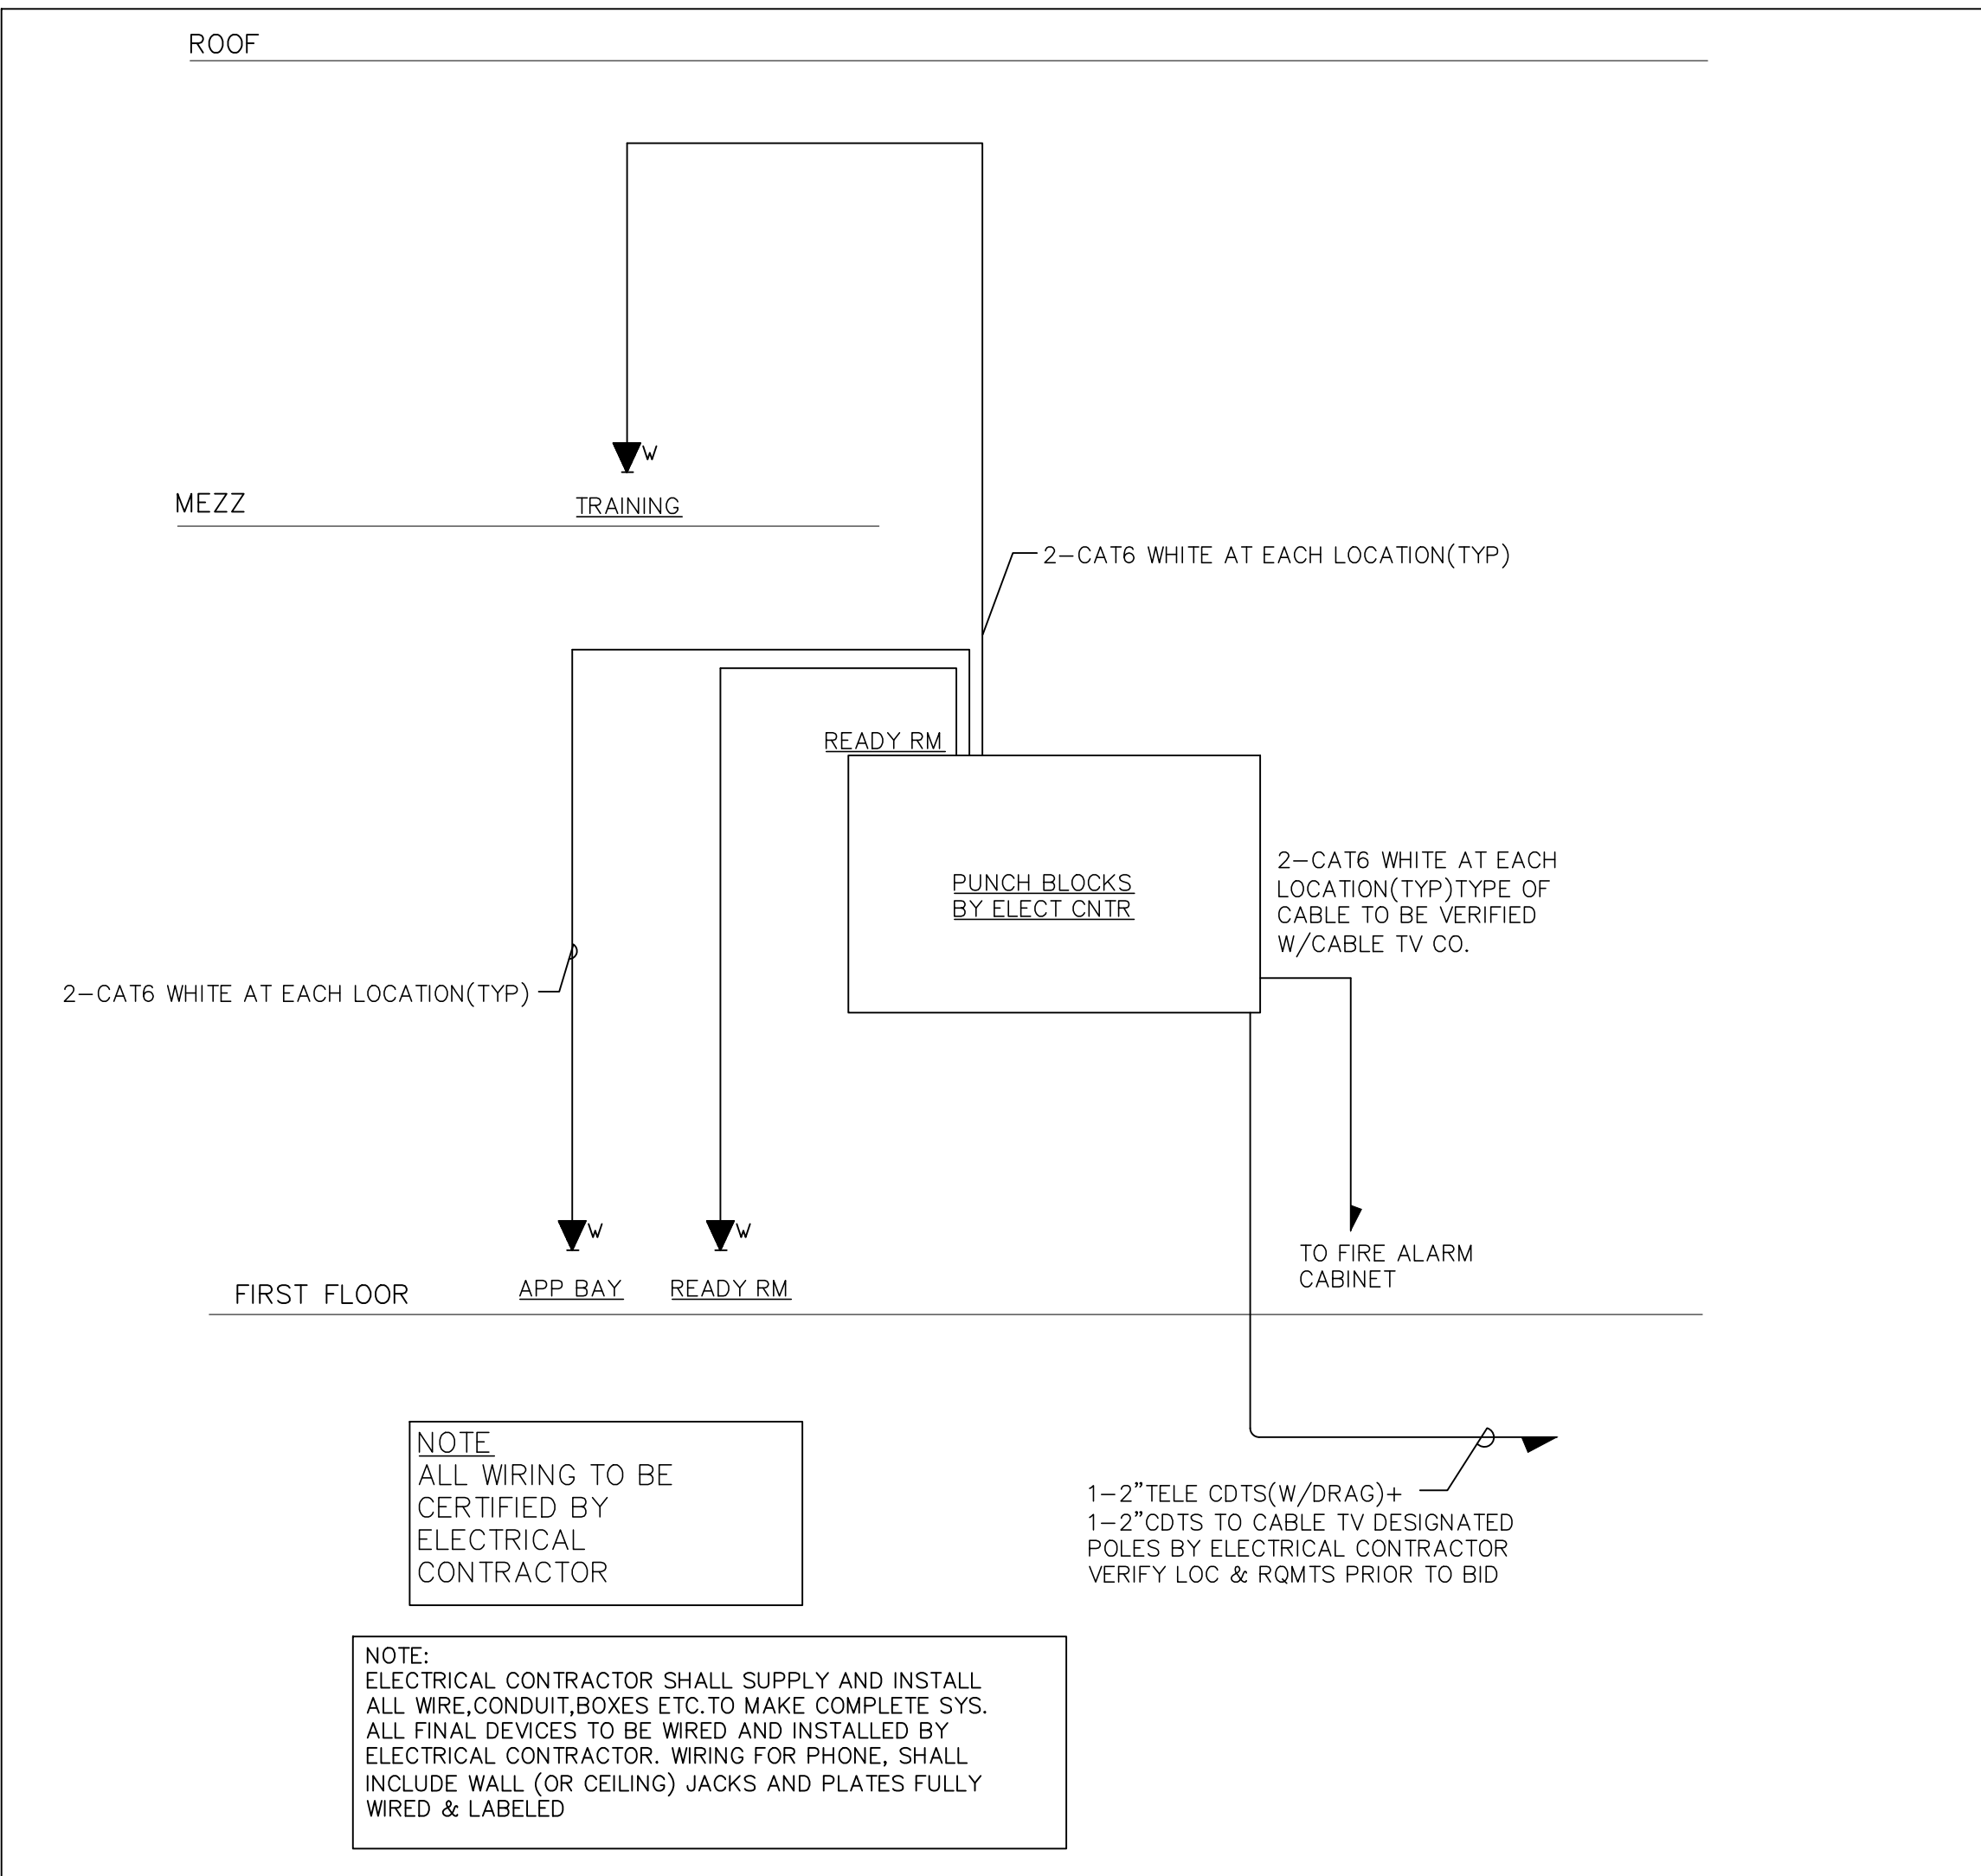 ROOF
W
MEZZ
TRAINING
2-CAT6 WHITE AT EACH LOCATION(TYP)
READY RM
PUNCH BLOCKS
BY ELECT CNTR
2-CAT6 WHITE AT EACH
LOCATION(TYP)TYPE OF
CABLE TO BE VERIFIED
W/CABLE TV CO.
2-CAT6 WHITE AT EACH LOCATION(TYP)
W
W
TO FIRE ALARM
CABINET
FIRST FLOOR
APP BAY
READY RM
NOTE
ALL WIRING TO BE
CERTIFIED BY
ELECTRICAL
CONTRACTOR
1-2"TELE CDTS(W/DRAG)+
1-2"CDTS TO CABLE TV DESIGNATED
POLES BY ELECTRICAL CONTRACTOR
VERIFY LOC & RQMTS PRIOR TO BID
NOTE:
ELECTRICAL CONTRACTOR SHALL SUPPLY AND INSTALL
ALL WIRE,CONDUIT,BOXES ETC.TO MAKE COMPLETE SYS.
ALL FINAL DEVICES TO BE WIRED AND INSTALLED BY
ELECTRICAL CONTRACTOR. WIRING FOR PHONE, SHALL
INCLUDE WALL (OR CEILING) JACKS AND PLATES FULLY
WIRED & LABELED